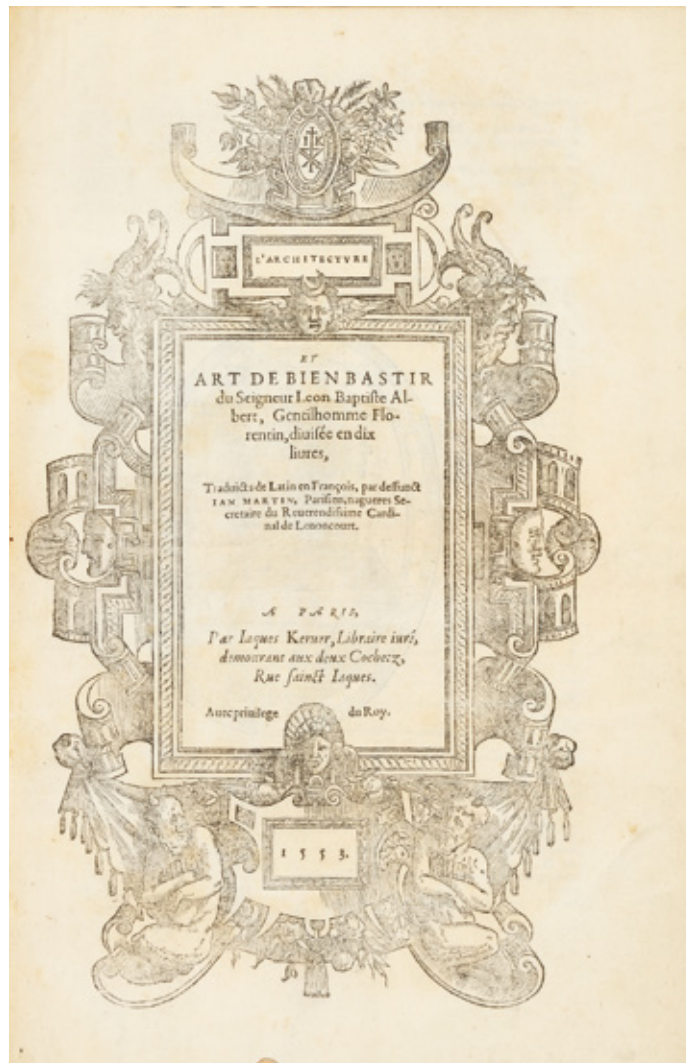 L'ARCHITECTVRE
ET
ART DE BIEN BASTIR
du Seigneur Leon Baptiste Al-
bert, Gentilhomme Flo-
rentin, diuisée en dix
liures,
Traduicts de Latin en François, par deffunct
IAN MARTIN, Parisien, nagueres Se-
cretaire du Reuerendissime Cardi-
nal de Lenoncourt.
A PARIS,
Par Iaques Keruer, Libraire iuré,
demourant aux deux Cochetz,
Rue sainct Iaques.
Auec priuilege du Roy.
1553.